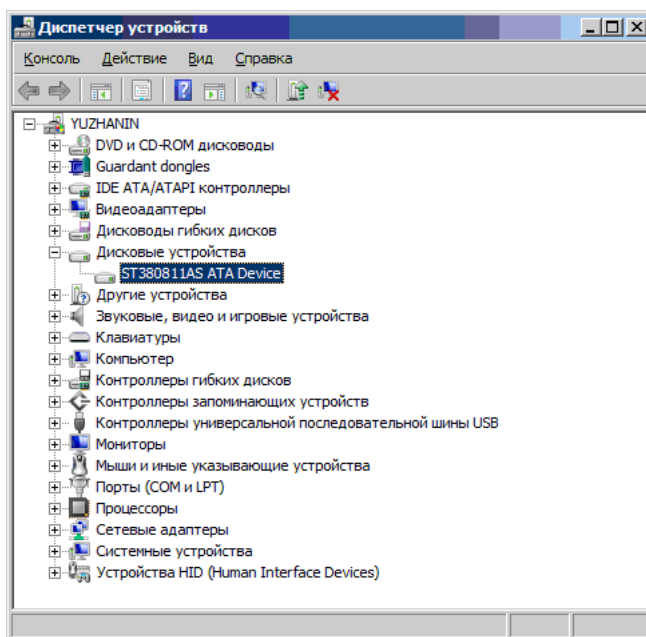 Диспетчер устройств
Консоль Действие Вид Справка
YUZHANIN
DVD и CD-ROM дисководы
Guardant dongles
IDE ATA/ATAPI контроллеры
Видеоадаптеры
Дисководы гибких дисков
Дисковые устройства
ST380811AS ATA Device
Другие устройства
Звуковые, видео и игровые устройства
Клавиатуры
Компьютер
Контроллеры гибких дисков
Контроллеры запоминающих устройств
Контроллеры универсальной последовательной шины USB
Мониторы
Мыши и иные указывающие устройства
Порты (COM и LPT)
Процессоры
Сетевые адаптеры
Системные устройства
Устройства HID (Human Interface Devices)